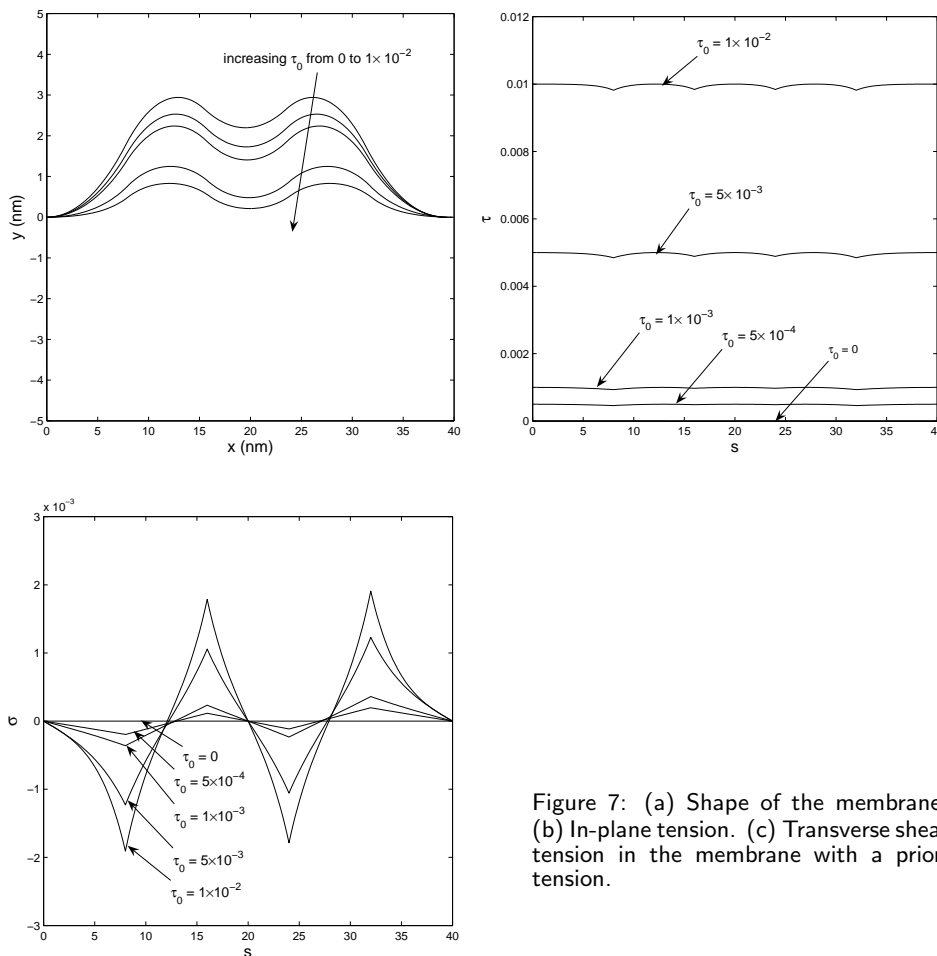 5
4
3
2
1
0
−1
−2
−3
−4
−5
y (nm)
increasing τ0 from 0 to 1× 10−2
0 5 10 15 20 25 30 35 40
x (nm)
0.012
0.01
0.008
0.006
0.004
0.002
0
τ
τ0 = 1× 10−2
τ0 = 5× 10−3
τ0 = 1× 10−3
τ0 = 5× 10−4
τ0 = 0
0 5 10 15 20 25 30 35 40
s
x 10−3
3
2
1
0
−1
−2
−3
σ
τ0 = 0
τ0 = 5×10−4
τ0 = 1×10−3
τ0 = 5×10−3
τ0 = 1×10−2
0 5 10 15 20 25 30 35 40
s
Figure 7: (a) Shape of the membrane
(b) In-plane tension. (c) Transverse shea
tension in the membrane with a prior
tension.